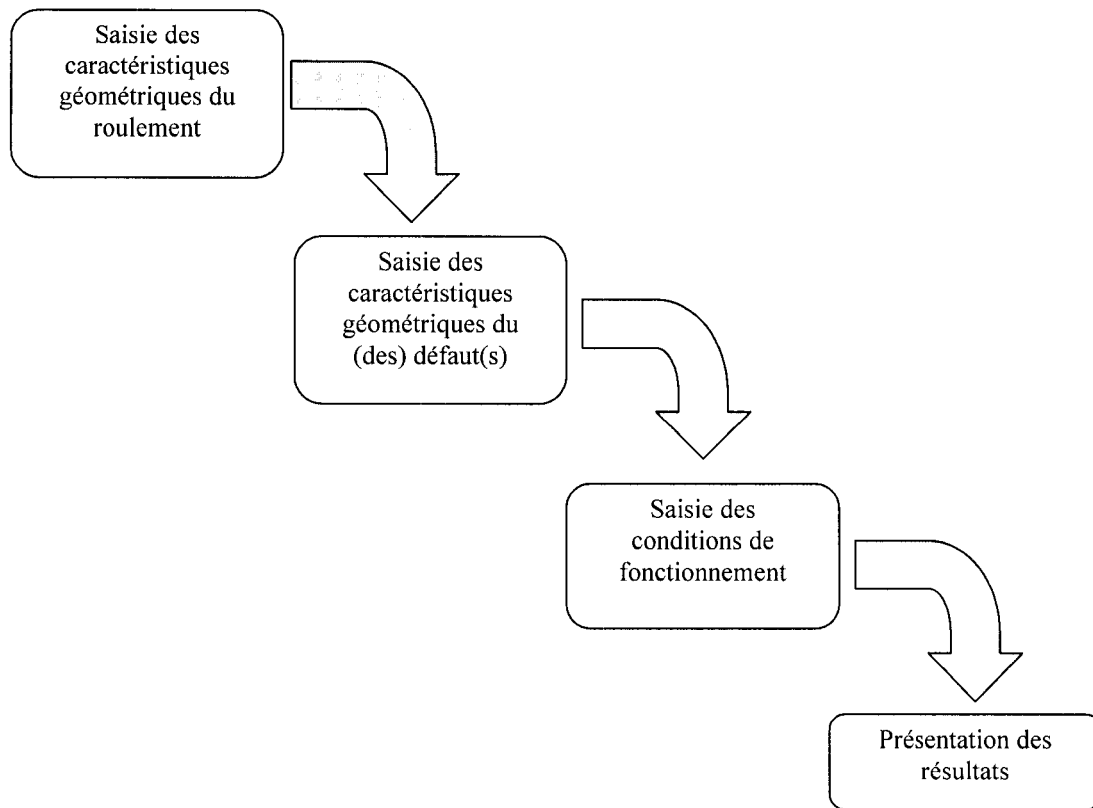 Saisie des
caractéristiques
géométriques du
roulement
Saisie des
caractéristiques
géométriques du
(des) défaut(s)
Saisie des
conditions de
fonctionnement
Présentation des
résultats